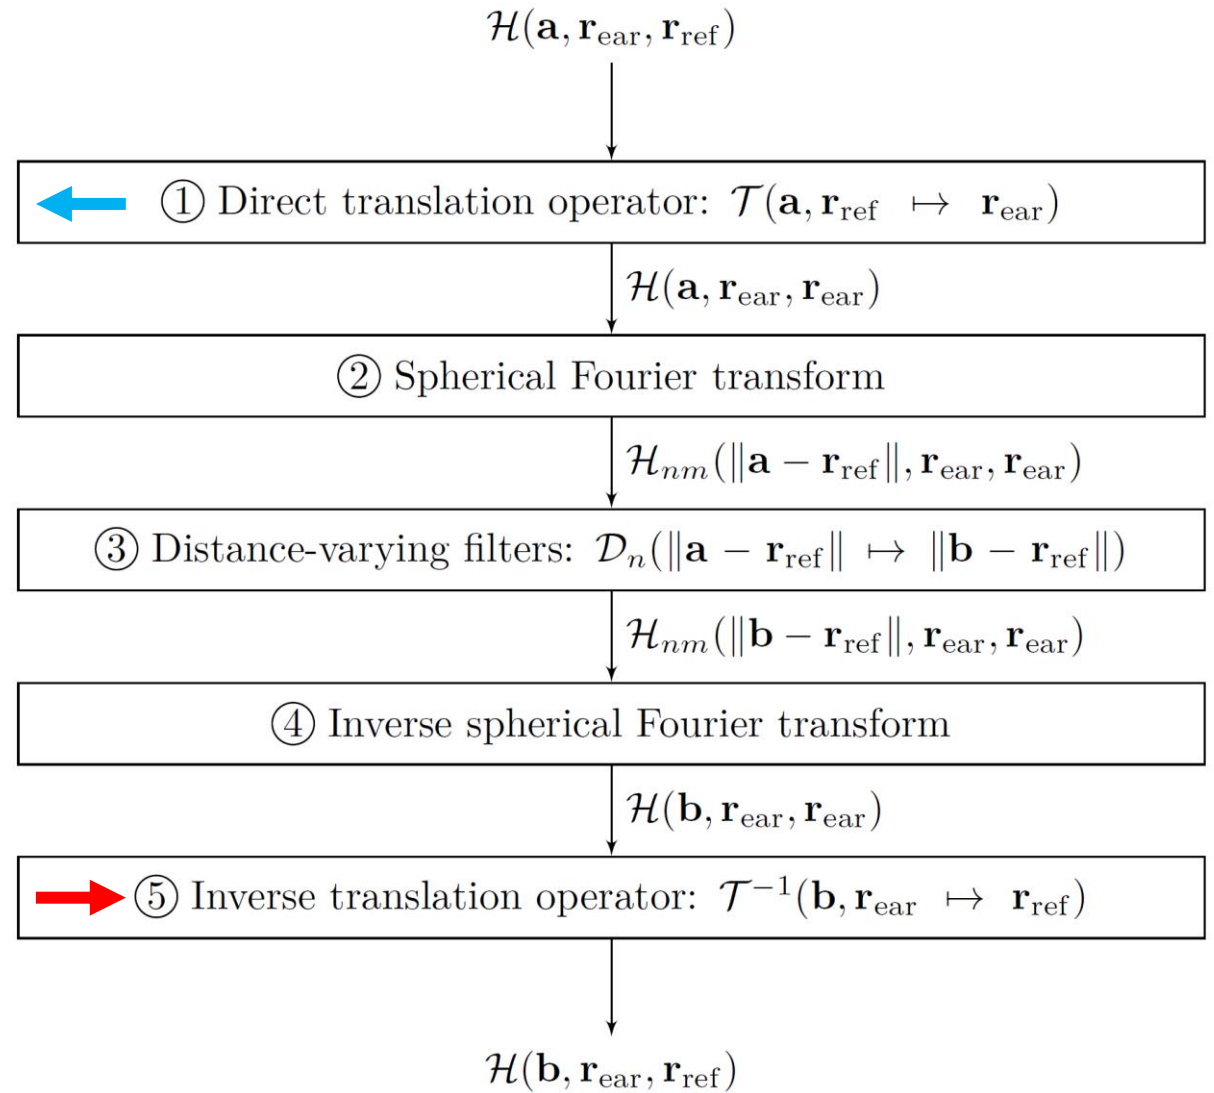 ℋ(𝐚, 𝐫_ear, 𝐫_ref)
① Direct translation operator: 𝒯(𝐚, 𝐫_ref ↦ 𝐫_ear)
ℋ(𝐚, 𝐫_ear, 𝐫_ear)
② Spherical Fourier transform
ℋ_nm(‖𝐚 − 𝐫_ref‖, 𝐫_ear, 𝐫_ear)
③ Distance-varying filters: 𝒟_n(‖𝐚 − 𝐫_ref‖ ↦ ‖𝐛 − 𝐫_ref‖)
ℋ_nm(‖𝐛 − 𝐫_ref‖, 𝐫_ear, 𝐫_ear)
④ Inverse spherical Fourier transform
ℋ(𝐛, 𝐫_ear, 𝐫_ear)
⑤ Inverse translation operator: 𝒯⁻¹(𝐛, 𝐫_ear ↦ 𝐫_ref)
ℋ(𝐛, 𝐫_ear, 𝐫_ref)